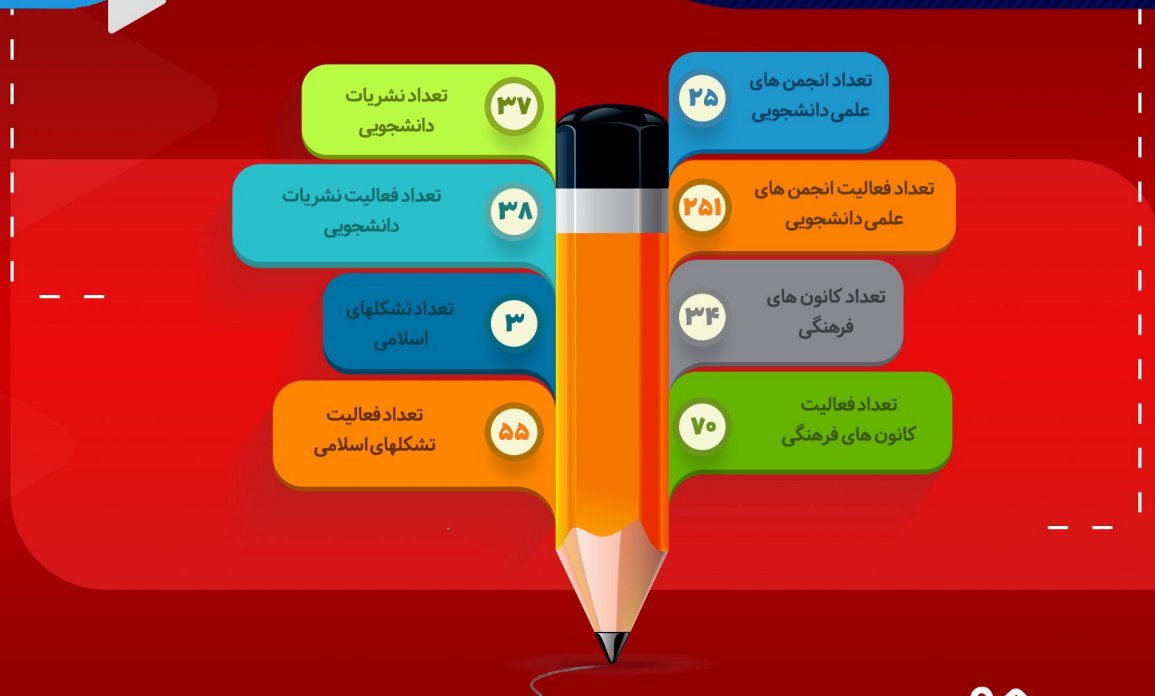 تعداد انجمن های
علمی دانشجویی
۲۵
تعداد فعالیت انجمن های
علمی دانشجویی
۲۵۱
تعداد کانون های
فرهنگی
۳۴
تعداد فعالیت
کانون های فرهنگی
۷۰
تعداد نشریات
دانشجویی
۳۷
تعداد فعالیت نشریات
دانشجویی
۳۸
تعداد تشکلهای
اسلامی
۳
تعداد فعالیت
تشکلهای اسلامی
۵۵